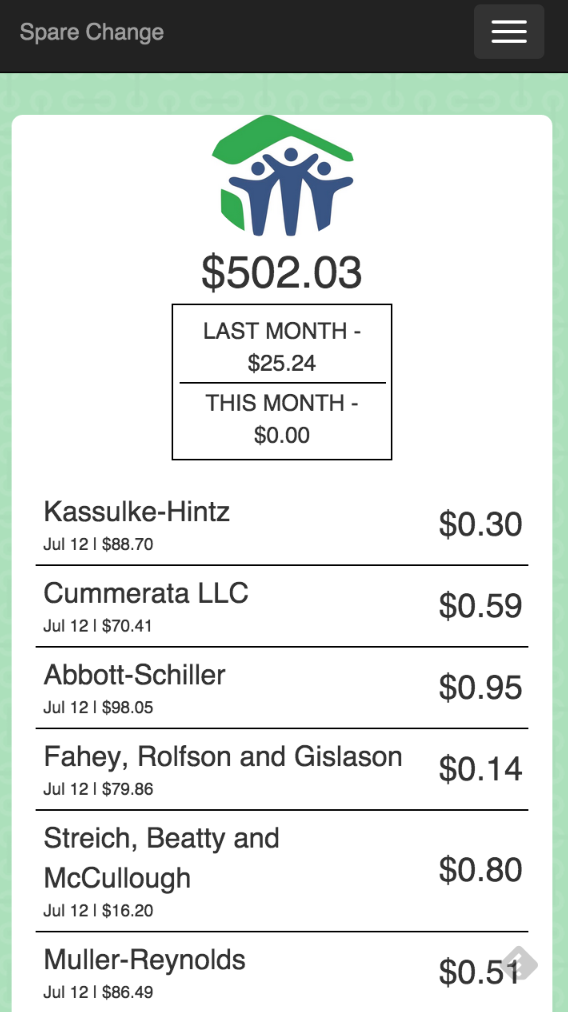 Spare Change
$502.03
LAST MONTH -
$25.24
THIS MONTH -
$0.00
Kassulke-Hintz
$0.30
Jul 12 | $88.70
Cummerata LLC
$0.59
Jul 12 | $70.41
Abbott-Schiller
$0.95
Jul 12 | $98.05
Fahey, Rolfson and Gislason
$0.14
Jul 12 | $79.86
Streich, Beatty and
McCullough
$0.80
Jul 12 | $16.20
Muller-Reynolds
$0.51
Jul 12 | $86.49